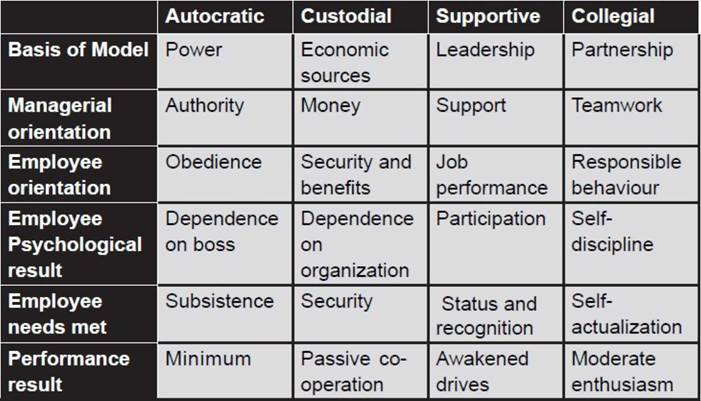 Autocratic Custodial Supportive Collegial
Basis of Model Power Economic sources Leadership Partnership
Managerial orientation Authority Money Support Teamwork
Employee orientation Obedience Security and benefits Job performance Responsible behaviour
Employee Psychological result Dependence on boss Dependence on organization Participation Self-discipline
Employee needs met Subsistence Security Status and recognition Self-actualization
Performance result Minimum Passive co-operation Awakened drives Moderate enthusiasm